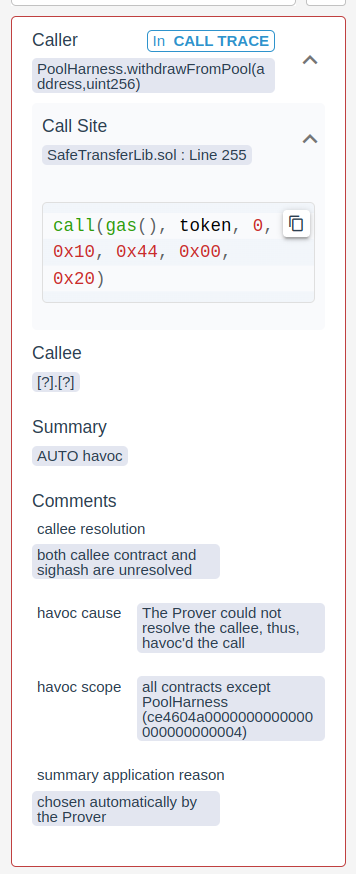 Caller
In CALL TRACE
PoolHarness.withdrawFromPool(a
ddress,uint256)
Call Site
SafeTransferLib.sol : Line 255
call(gas(), token, 0,
0x10, 0x44, 0x00,
0x20)
Callee
[?].[?]
Summary
AUTO havoc
Comments
callee resolution
both callee contract and
sighash are unresolved
havoc cause
The Prover could not
resolve the callee, thus,
havoc'd the call
havoc scope
all contracts except
PoolHarness
(ce4604a0000000000000
000000000004)
summary application reason
chosen automatically by
the Prover